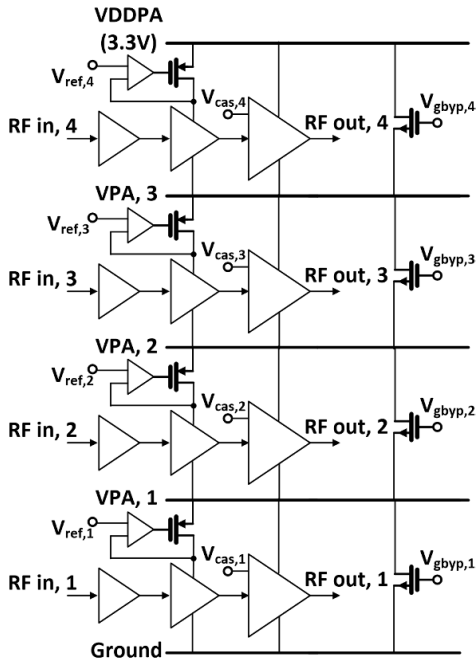 VDDPA
(3.3V)
Vref,4
Vcas,4
Vgbyp,4
RF in, 4
RF out, 4
VPA, 3
Vref,3
Vcas,3
Vgbyp,3
RF in, 3
RF out, 3
VPA, 2
Vref,2
Vcas,2
Vgbyp,2
RF in, 2
RF out, 2
VPA, 1
Vref,1
Vcas,1
Vgbyp,1
RF in, 1
RF out, 1
Ground